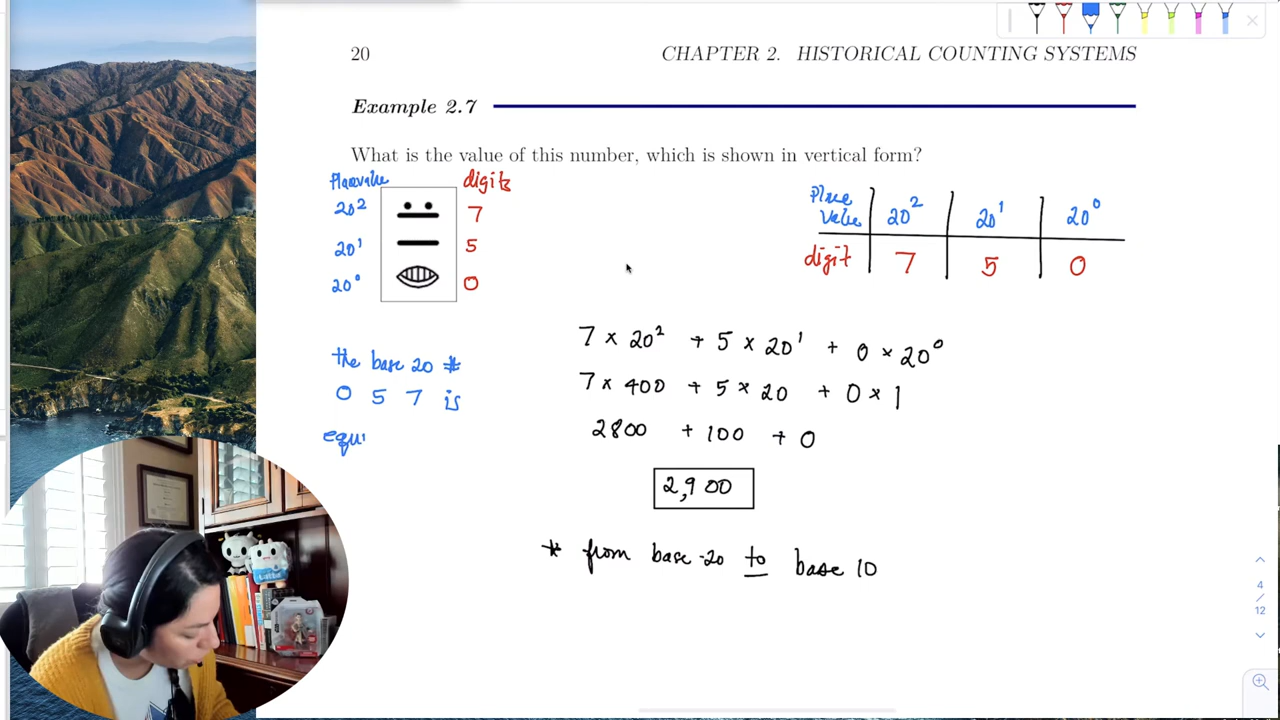 20 CHAPTER 2. HISTORICAL COUNTING SYSTEMS
Example 2.7
What is the value of this number, which is shown in vertical form?
Placevalue
20²
20¹
20⁰
digits
7
5
0
Place value 20² 20¹ 20⁰
digit 7 5 0
7 × 20² + 5 × 20¹ + 0 × 20⁰
7 × 400 + 5 × 20 + 0 × 1
2800 + 100 + 0
2,900
* from base-20 to base 10
the base 20 #
0 5 7 is
equi
4
/
12